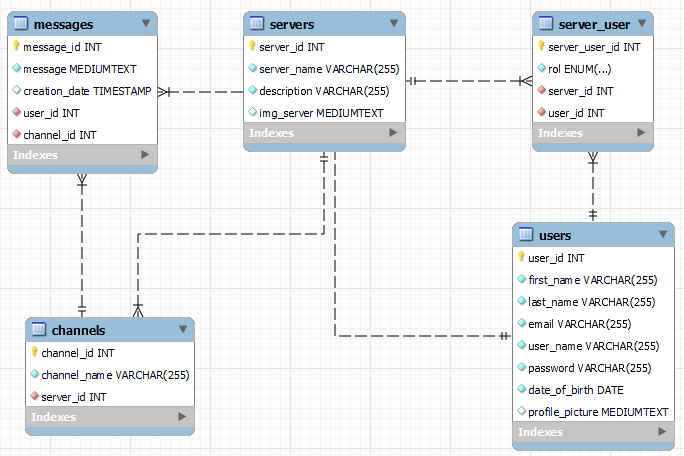 messages
message_id INT
message MEDIUMTEXT
creation_date TIMESTAMP
user_id INT
channel_id INT
Indexes
servers
server_id INT
server_name VARCHAR(255)
description VARCHAR(255)
img_server MEDIUMTEXT
Indexes
server_user
server_user_id INT
rol ENUM(...)
server_id INT
user_id INT
Indexes
channels
channel_id INT
channel_name VARCHAR(255)
server_id INT
Indexes
users
user_id INT
first_name VARCHAR(255)
last_name VARCHAR(255)
email VARCHAR(255)
user_name VARCHAR(255)
password VARCHAR(255)
date_of_birth DATE
profile_picture MEDIUMTEXT
Indexes